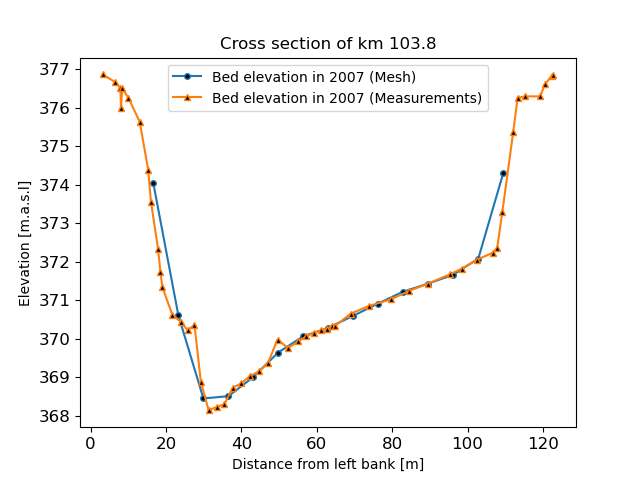 Cross section of km 103.8
Bed elevation in 2007 (Mesh)
Bed elevation in 2007 (Measurements)
377
376
375
374
373
372
371
370
369
368
Elevation [m.a.s.l]
0 20 40 60 80 100 120
Distance from left bank [m]